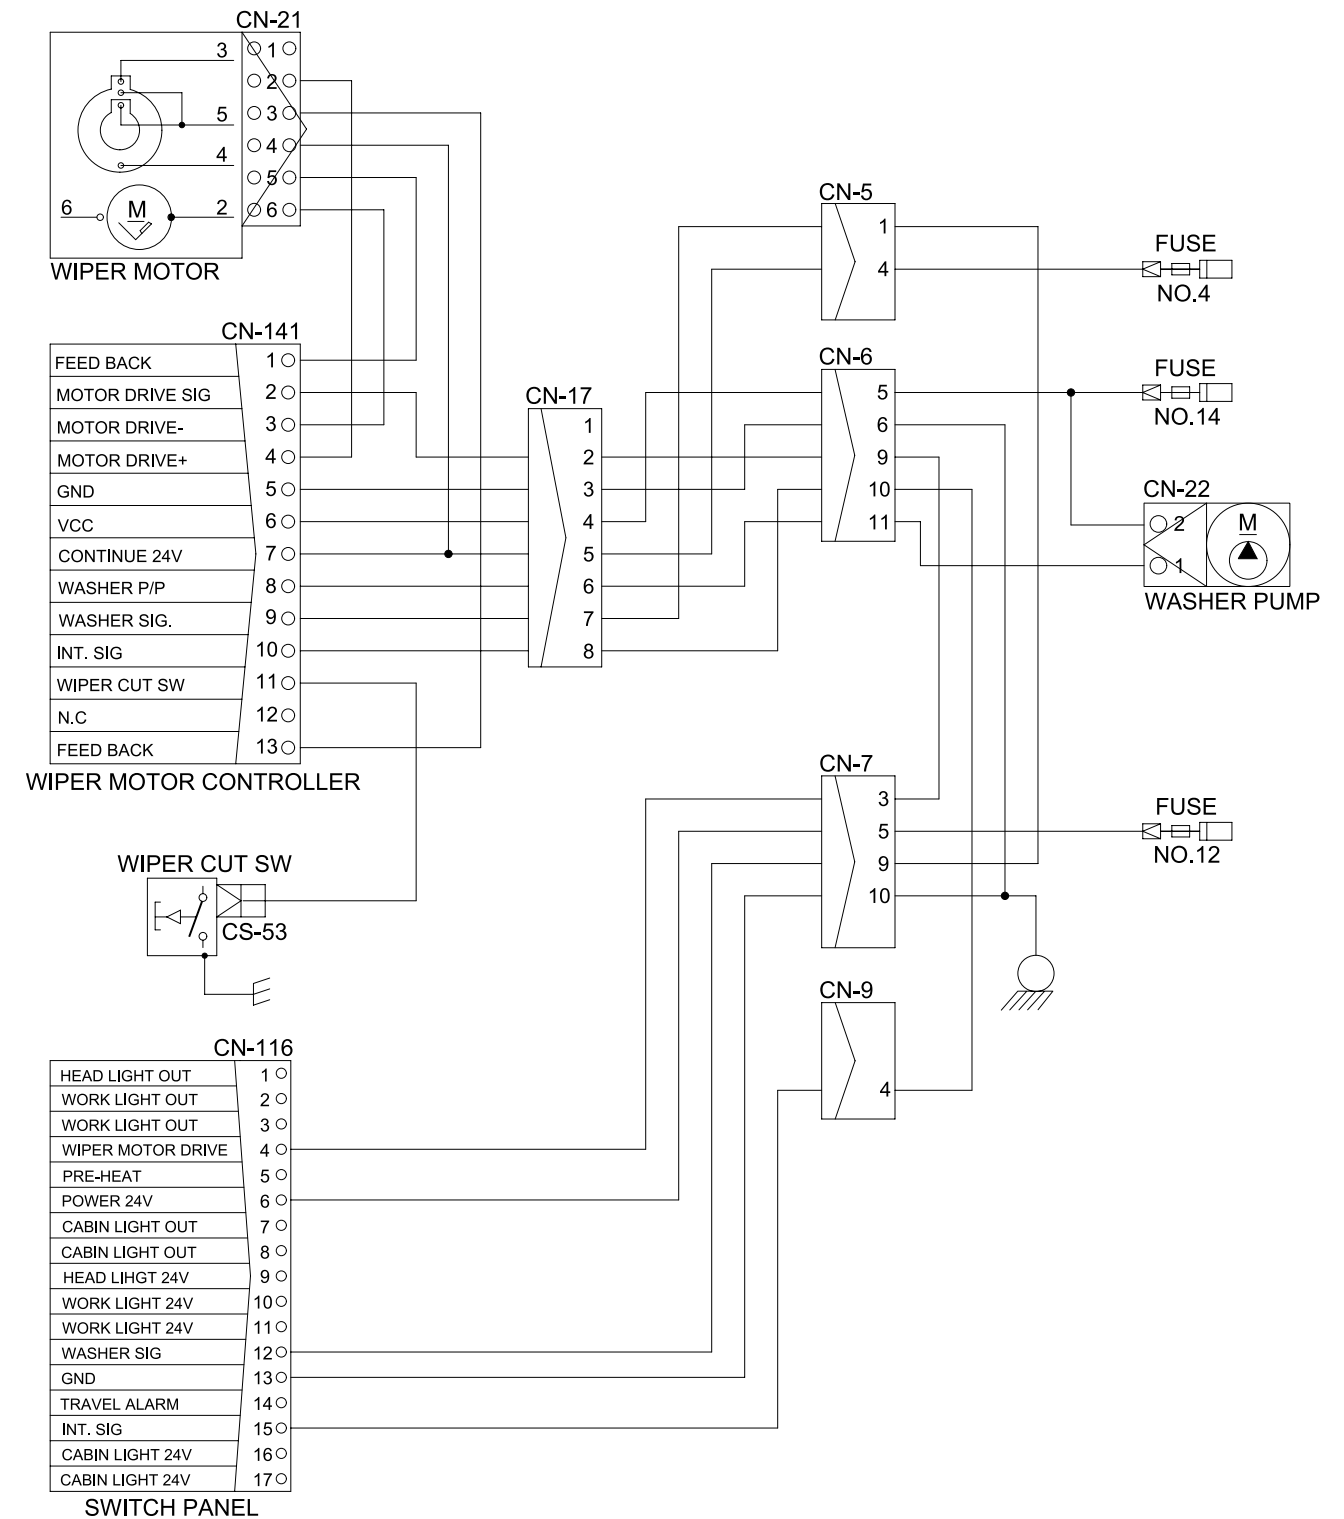 CN-21
3
1
2
5
3
4
4
5
6
M
2
6
WIPER MOTOR
CN-141
FEED BACK 1
MOTOR DRIVE SIG 2
MOTOR DRIVE- 3
MOTOR DRIVE+ 4
GND 5
VCC 6
CONTINUE 24V 7
WASHER P/P 8
WASHER SIG. 9
INT. SIG 10
WIPER CUT SW 11
N.C 12
FEED BACK 13
WIPER MOTOR CONTROLLER
CN-17
1
2
3
4
5
6
7
8
CN-5
1
4
FUSE
NO.4
CN-6
5
6
9
10
11
FUSE
NO.14
CN-22
2
M
1
WASHER PUMP
CN-7
3
5
9
10
FUSE
NO.12
WIPER CUT SW
CS-53
CN-9
4
CN-116
HEAD LIGHT OUT 1
WORK LIGHT OUT 2
WORK LIGHT OUT 3
WIPER MOTOR DRIVE 4
PRE-HEAT 5
POWER 24V 6
CABIN LIGHT OUT 7
CABIN LIGHT OUT 8
HEAD LIHGT 24V 9
WORK LIGHT 24V 10
WORK LIGHT 24V 11
WASHER SIG 12
GND 13
TRAVEL ALARM 14
INT. SIG 15
CABIN LIGHT 24V 16
CABIN LIGHT 24V 17
SWITCH PANEL